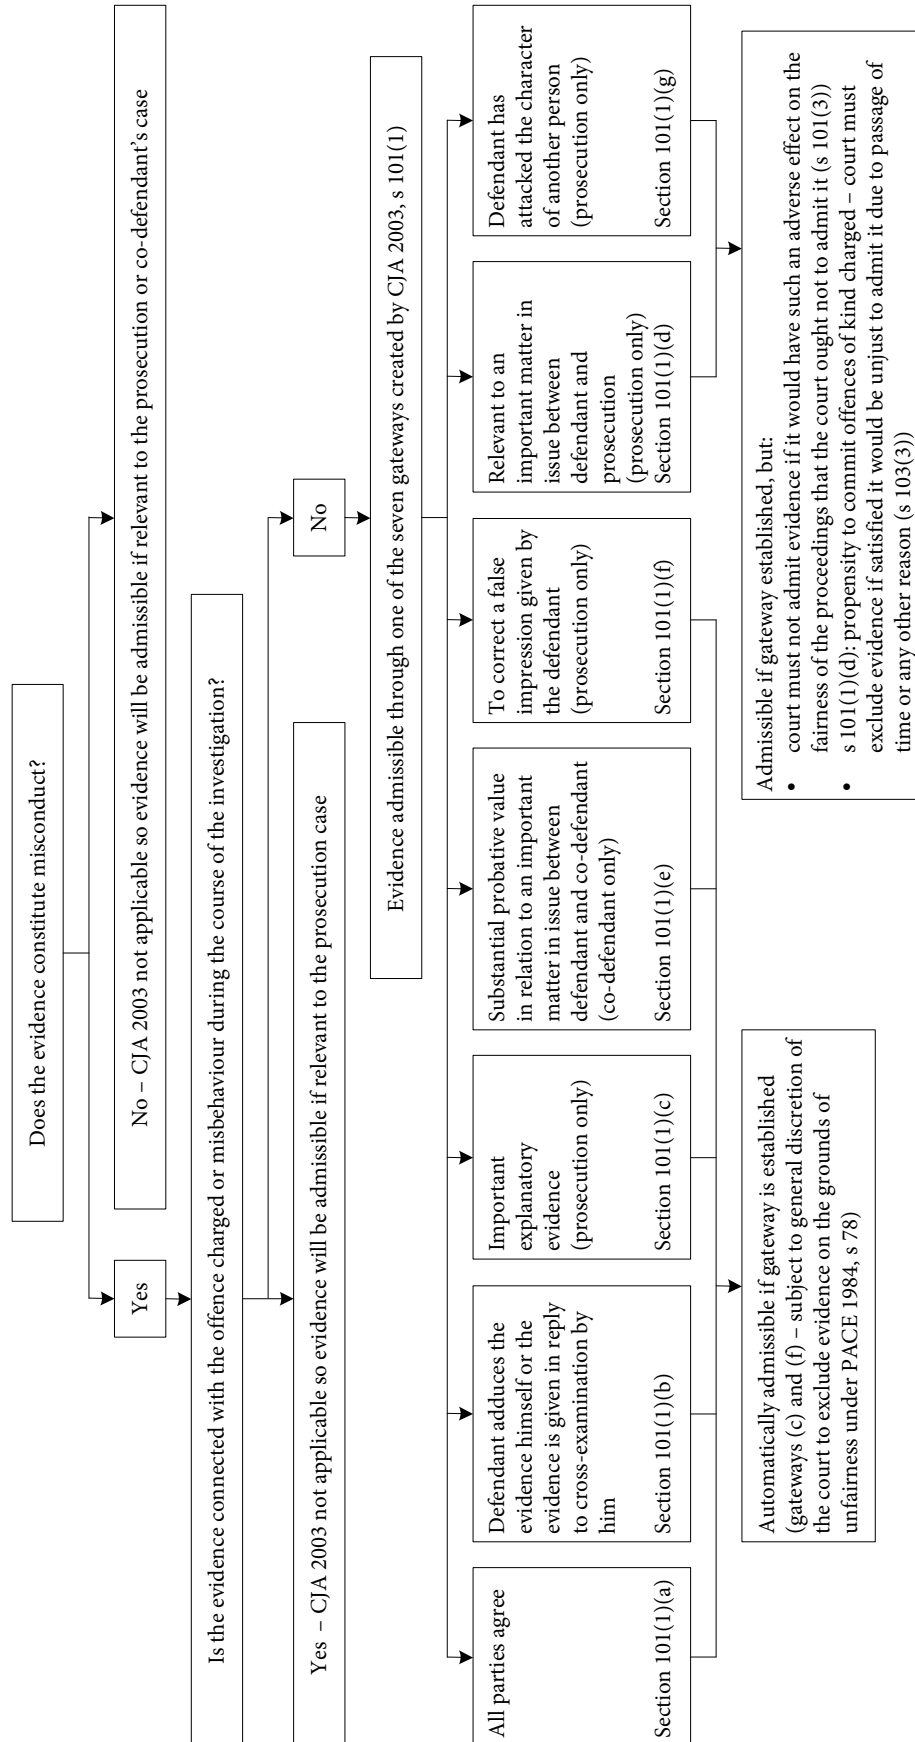 Does the evidence constitute misconduct?
Yes
No – CJA 2003 not applicable so evidence will be admissible if relevant to the prosecution or co-defendant’s case
Is the evidence connected with the offence charged or misbehaviour during the course of the investigation?
Yes – CJA 2003 not applicable so evidence will be admissible if relevant to the prosecution case
No
Evidence admissible through one of the seven gateways created by CJA 2003, s 101(1)
All parties agree
Section 101(1)(a)
Defendant adduces the
evidence himself or the
evidence is given in reply
to cross-examination by
him
Section 101(1)(b)
Important
explanatory
evidence
(prosecution only)
Section 101(1)(c)
Substantial probative value
in relation to an important
matter in issue between
defendant and co-defendant
(co-defendant only)
Section 101(1)(e)
To correct a false
impression given by
the defendant
(prosecution only)
Section 101(1)(f)
Relevant to an
important matter in
issue between
defendant and
prosecution
(prosecution only)
Section 101(1)(d)
Defendant has
attacked the character
of another person
(prosecution only)
Section 101(1)(g)
Automatically admissible if gateway is established
(gateways (c) and (f) – subject to general discretion of
the court to exclude evidence on the grounds of
unfairness under PACE 1984, s 78)
Admissible if gateway established, but:
• court must not admit evidence if it would have such an adverse effect on the
fairness of the proceedings that the court ought not to admit it (s 101(3))
• s 101(1)(d): propensity to commit offences of kind charged – court must
exclude evidence if satisfied it would be unjust to admit it due to passage of
time or any other reason (s 103(3))